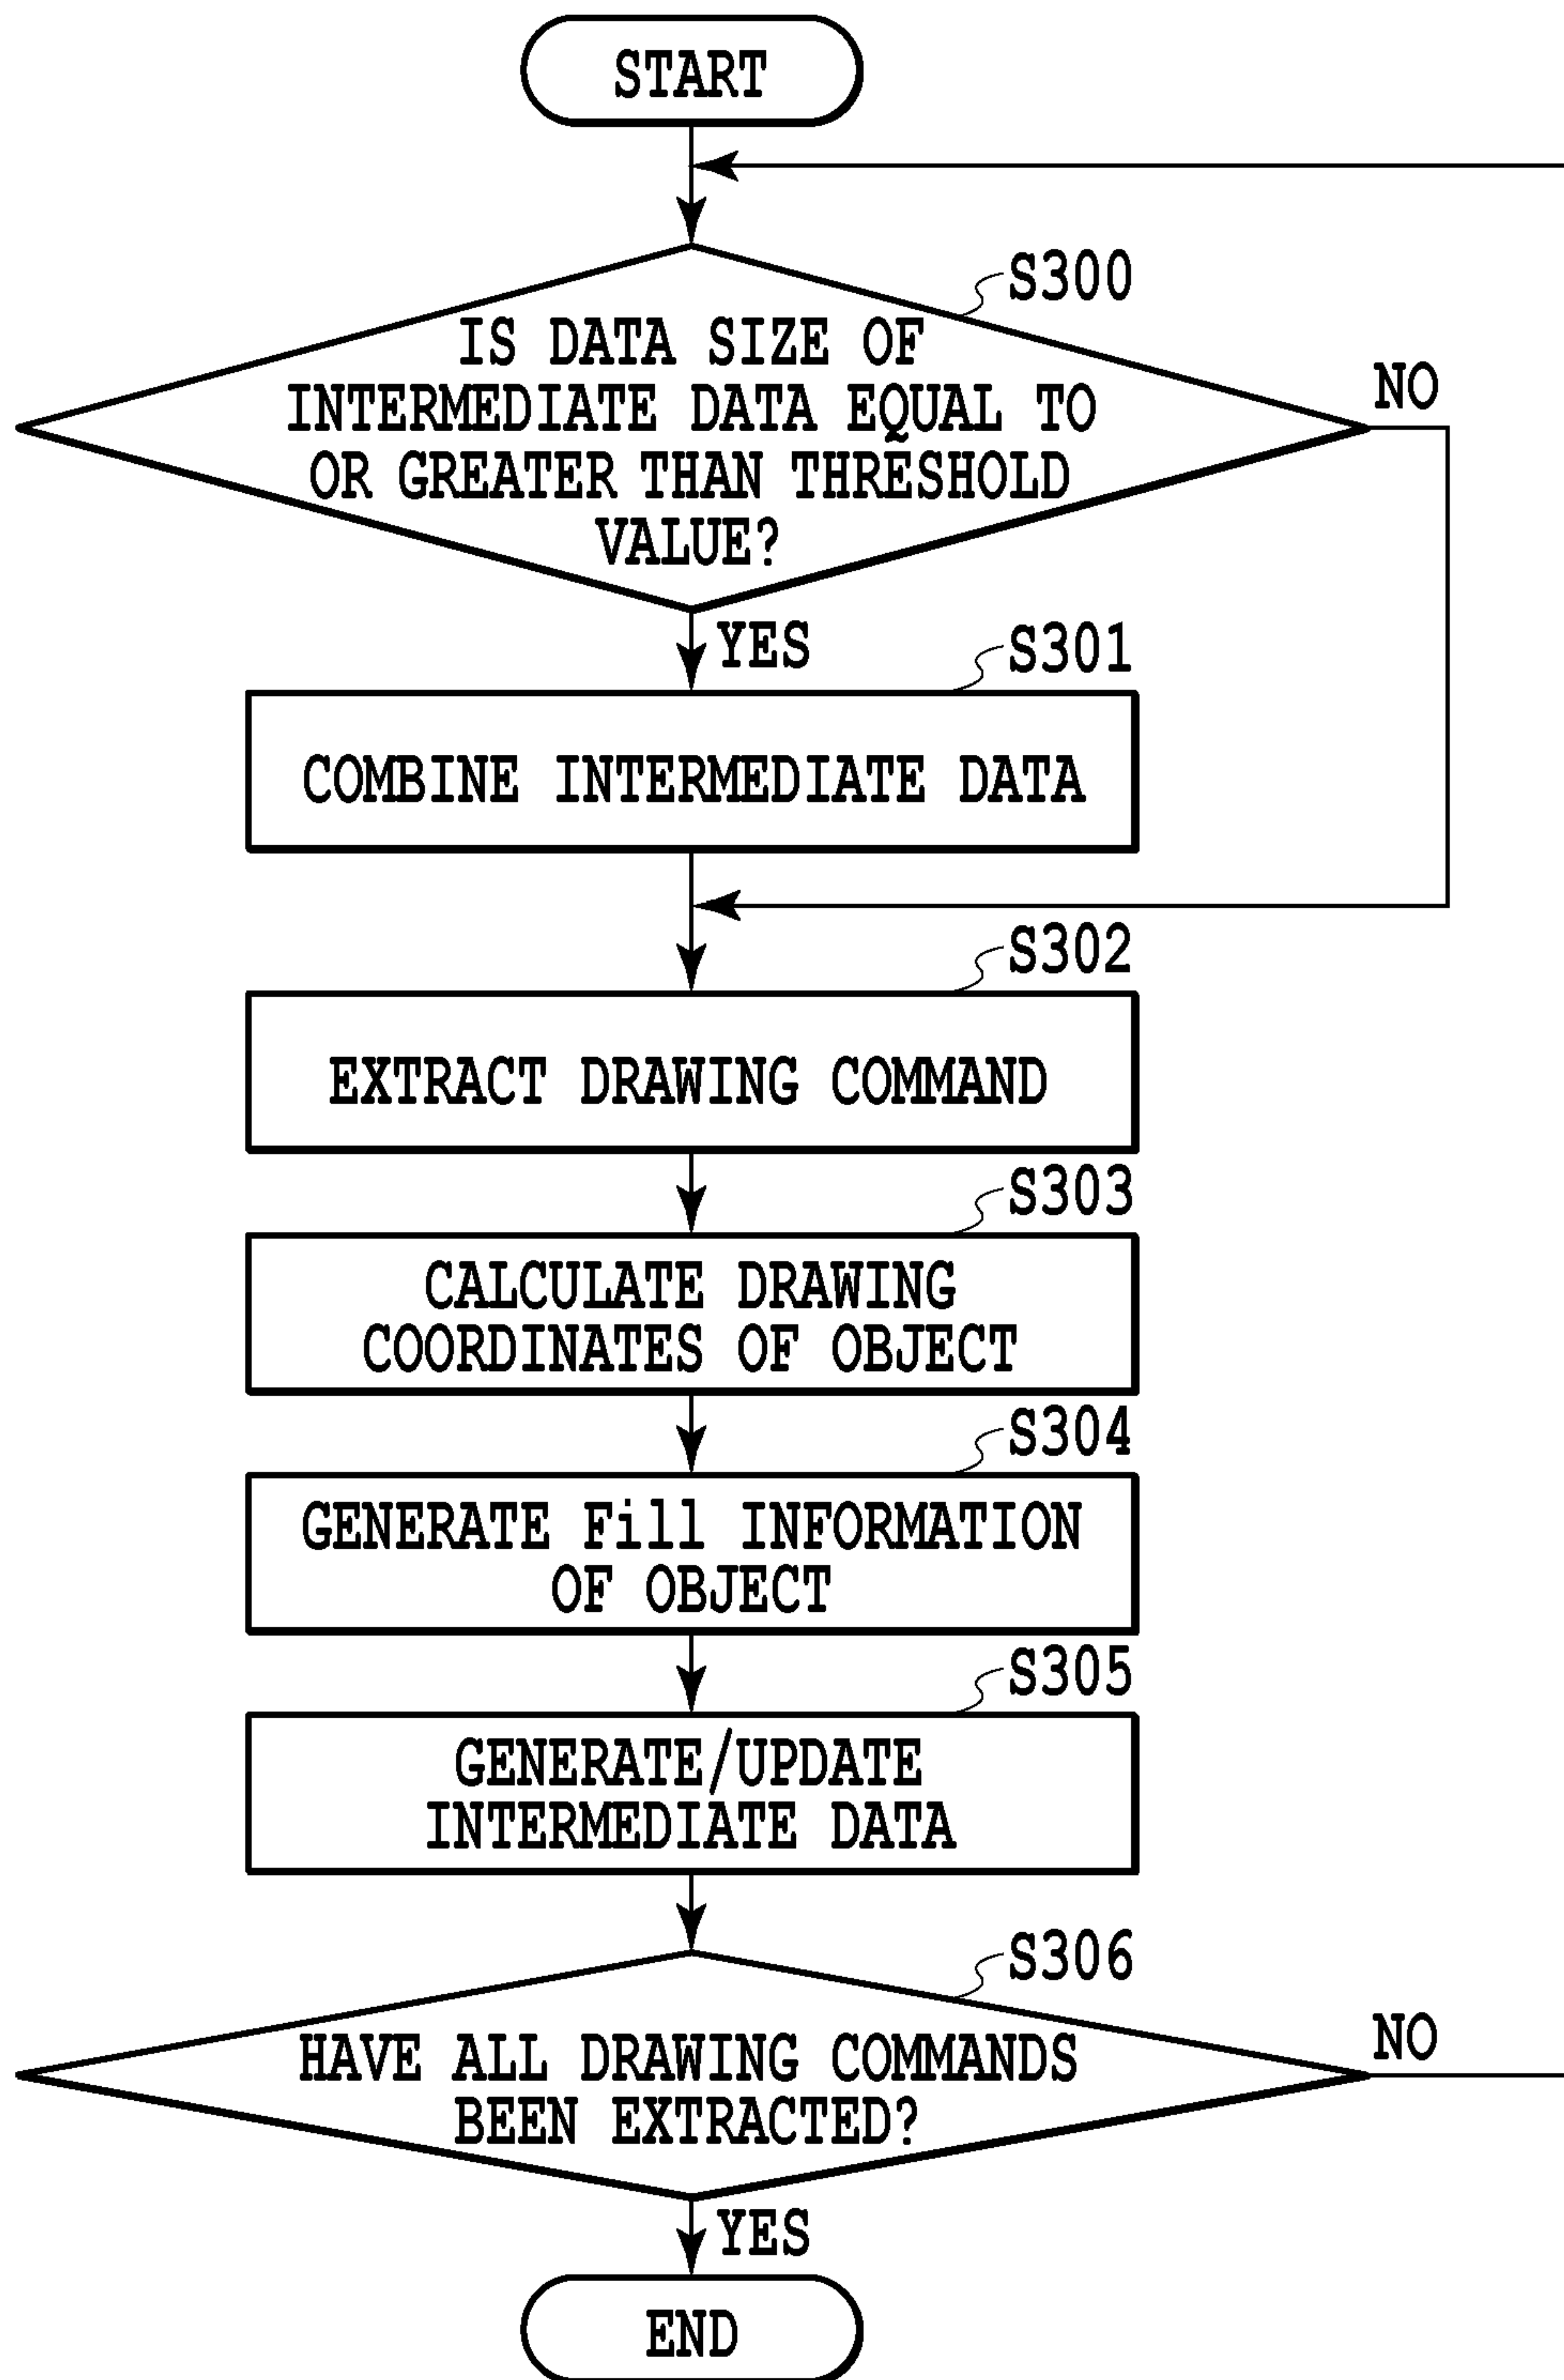 START
S300
IS DATA SIZE OF
INTERMEDIATE DATA EQUAL TO
OR GREATER THAN THRESHOLD
VALUE?
NO
YES
S301
COMBINE INTERMEDIATE DATA
S302
EXTRACT DRAWING COMMAND
S303
CALCULATE DRAWING
COORDINATES OF OBJECT
S304
GENERATE Fill INFORMATION
OF OBJECT
S305
GENERATE/UPDATE
INTERMEDIATE DATA
S306
HAVE ALL DRAWING COMMANDS
BEEN EXTRACTED?
NO
YES
END